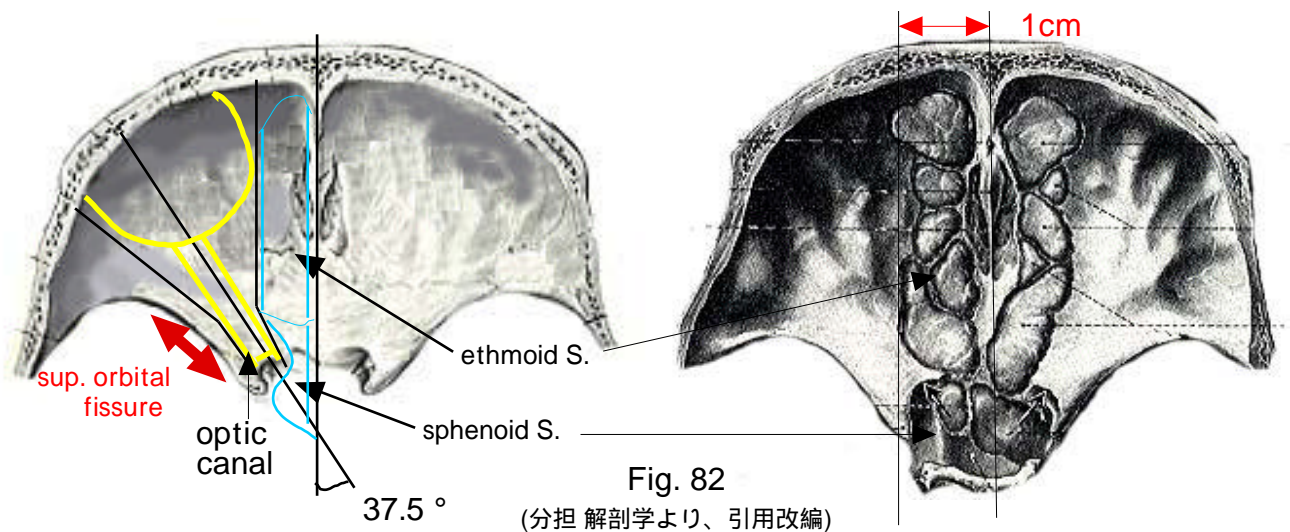 1cm
ethmoid S.
sup. orbital
fissure
optic
canal
sphenoid S.
37.5 °
Fig. 82
(分担 解剖学より、引用改編)